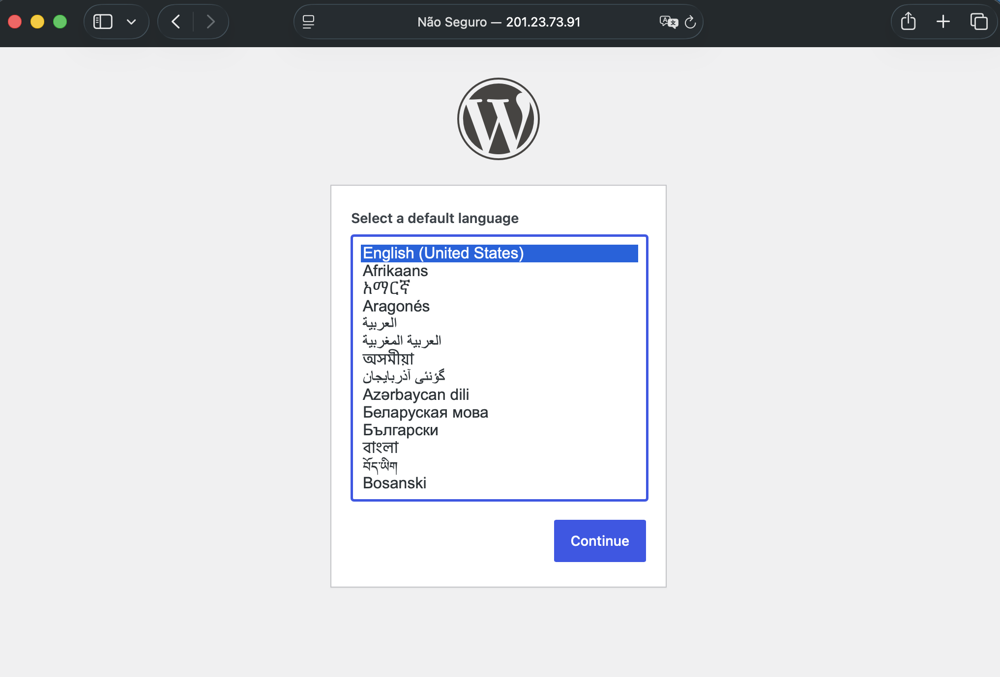 Não Seguro — 201.23.73.91
Select a default language
English (United States)
Afrikaans
አማርኛ
Aragonés
العربية
العربية المغربية
অসমীয়া
گؤنئی آذربایجان
Azərbaycan dili
Беларуская мова
Български
বাংলা
བོད་ཡིག
Bosanski
Continue